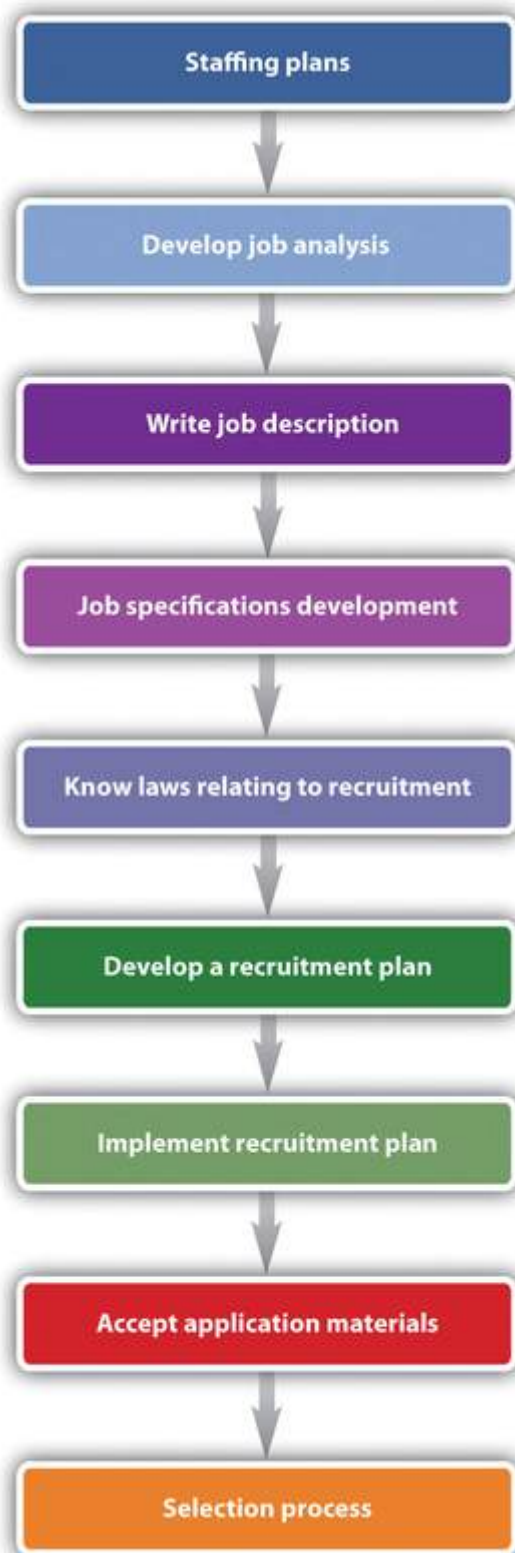 Staffing plans
Develop job analysis
Write job description
Job specifications development
Know laws relating to recruitment
Develop a recruitment plan
Implement recruitment plan
Accept application materials
Selection process